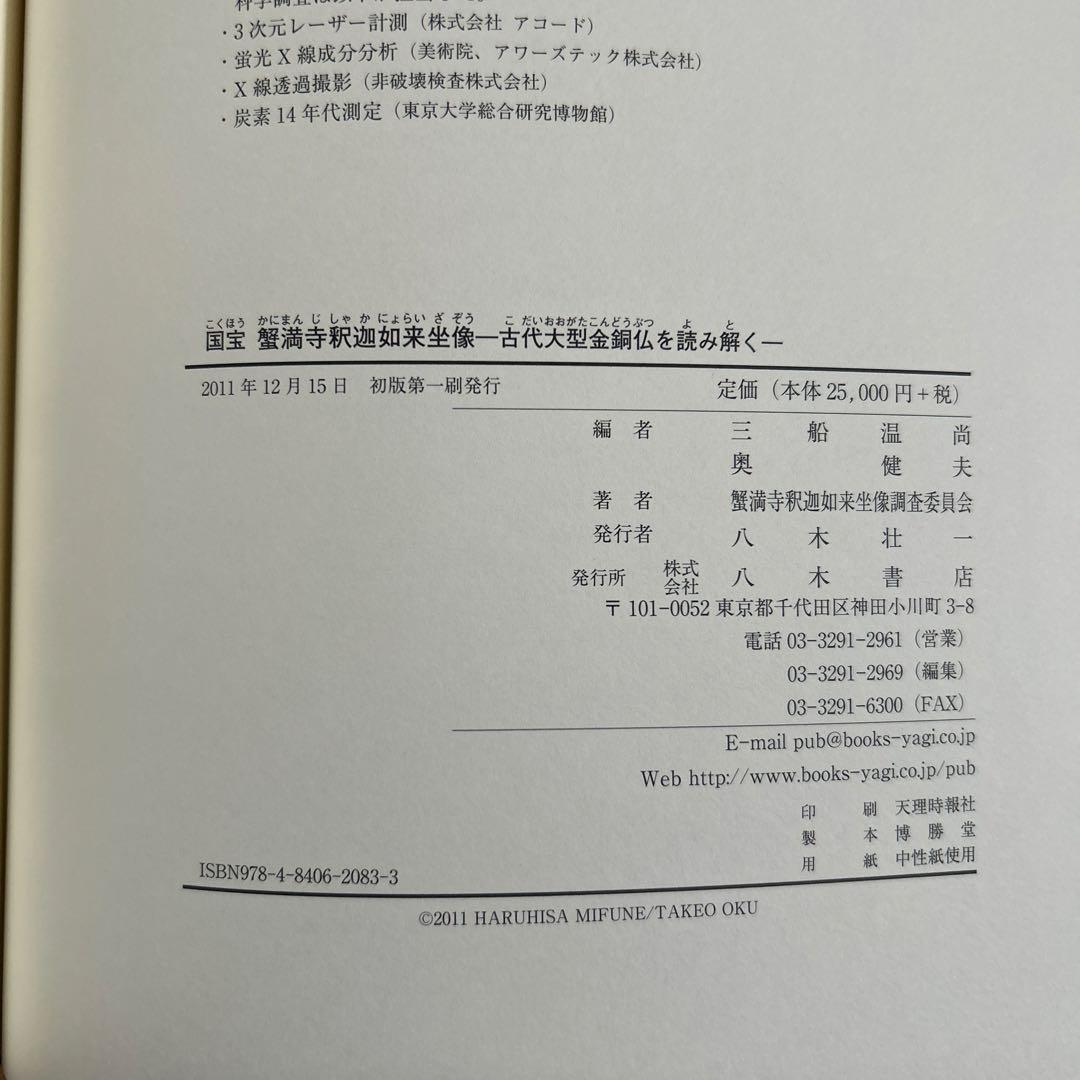 ・3次元レーザー計測（株式会社 アコード）
・蛍光X線成分分析（美術院、アワーズテック株式会社）
・X線透過撮影（非破壊検査株式会社）
・炭素14年代測定（東京大学総合研究博物館）
こくほう かにまんじしゃかにょらいざぞう こだいおおがたこんどうぶつ よ と
国宝 蟹満寺釈迦如来坐像―古代大型金銅仏を読み解く―
2011年12月15日 初版第一刷発行 定価（本体25,000円+税）
編者 三船温尚
奥健夫
著者 蟹満寺釈迦如来坐像調査委員会
発行者 八木壮一
発行所 株式会社 八木書店
〒101-0052 東京都千代田区神田小川町3-8
電話 03-3291-2961（営業）
03-3291-2969（編集）
03-3291-6300（FAX）
E-mail pub@books-yagi.co.jp
Web http://www.books-yagi.co.jp/pub
印刷 天理時報社
製本 博勝堂
用紙 中性紙使用
ISBN978-4-8406-2083-3
©2011 HARUHISA MIFUNE/TAKEO OKU